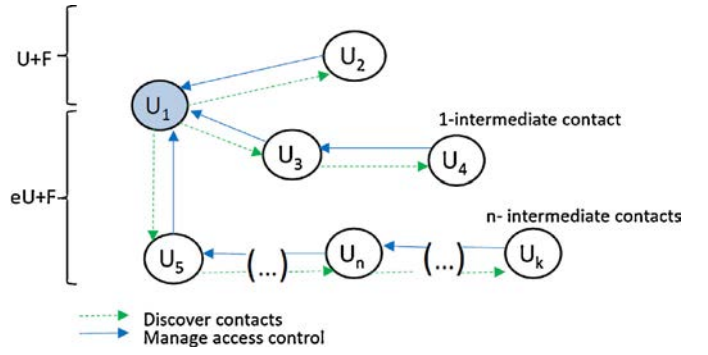 U+F
U2
U1
1-intermediate contact
U3
U4
eU+F
n- intermediate contacts
U5
(...)
Un
(...)
Uk
Discover contacts
Manage access control